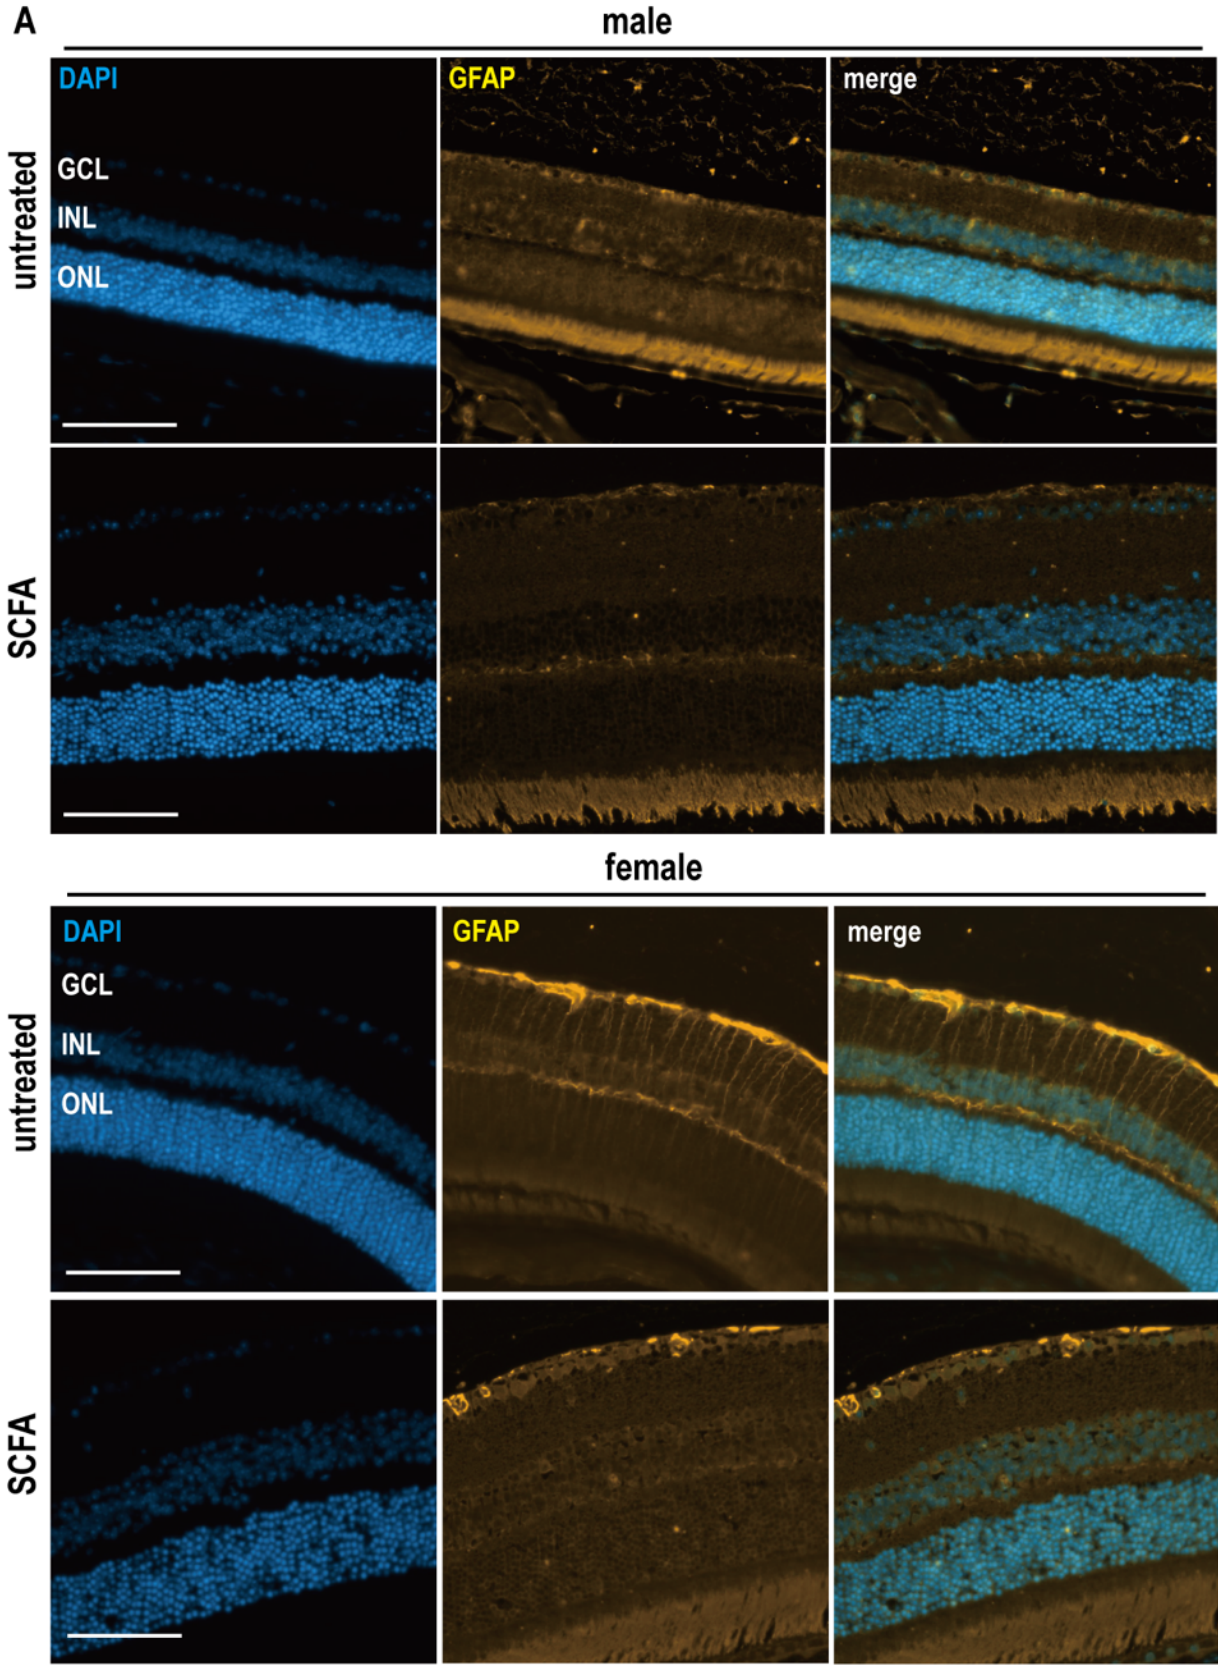 A
male
DAPI
GFAP
merge
untreated
GCL
INL
ONL
SCFA
female
DAPI
GFAP
merge
untreated
GCL
INL
ONL
SCFA